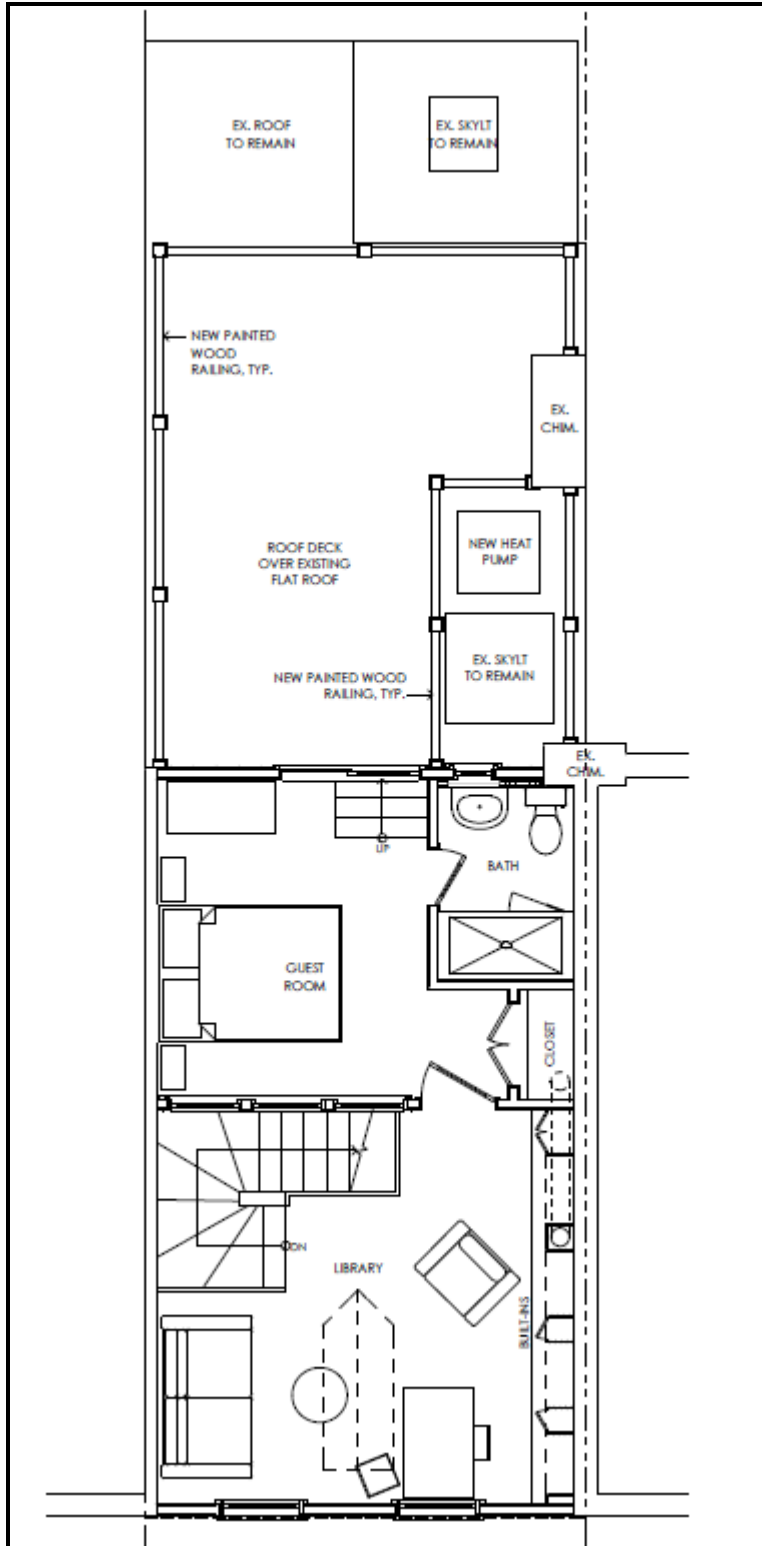 EX. ROOF
TO REMAIN
EX. SKYLT
TO REMAIN
NEW PAINTED
WOOD
RAILING, TYP.
EX.
CHIM.
ROOF DECK
OVER EXISTING
FLAT ROOF
NEW HEAT
PUMP
EX. SKYLT
TO REMAIN
NEW PAINTED WOOD
RAILING, TYP.
EX.
CHIM.
UP
BATH
GUEST
ROOM
CLOSET
DN
LIBRARY
BUILT-INS